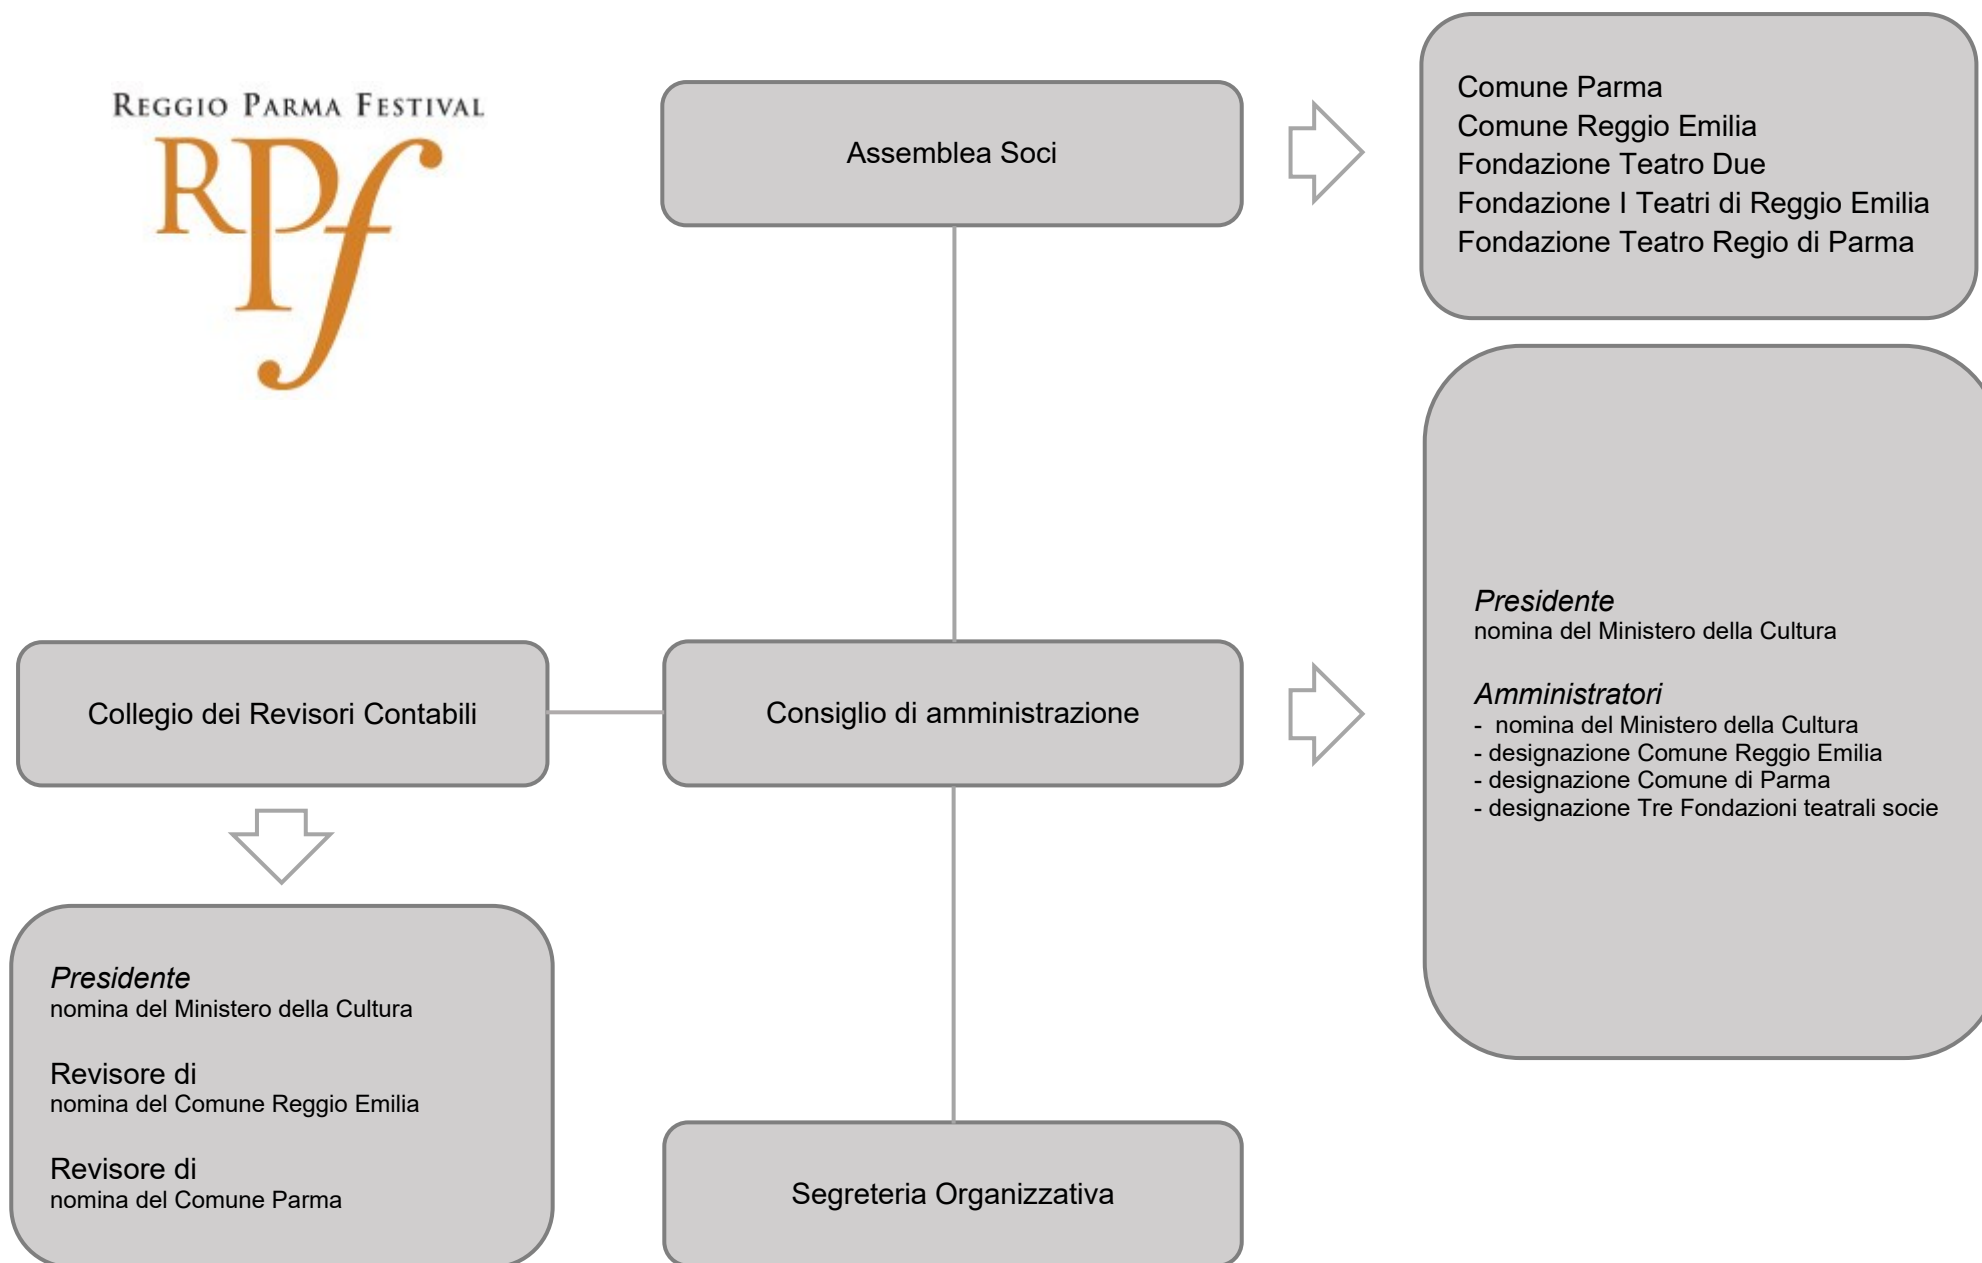 REGGIO PARMA FESTIVAL
RPf
Assemblea Soci
Comune Parma
Comune Reggio Emilia
Fondazione Teatro Due
Fondazione I Teatri di Reggio Emilia
Fondazione Teatro Regio di Parma
Collegio dei Revisori Contabili
Consiglio di amministrazione
Presidente
nomina del Ministero della Cultura
Amministratori
- nomina del Ministero della Cultura
- designazione Comune Reggio Emilia
- designazione Comune di Parma
- designazione Tre Fondazioni teatrali socie
Presidente
nomina del Ministero della Cultura
Revisore di
nomina del Comune Reggio Emilia
Revisore di
nomina del Comune Parma
Segreteria Organizzativa